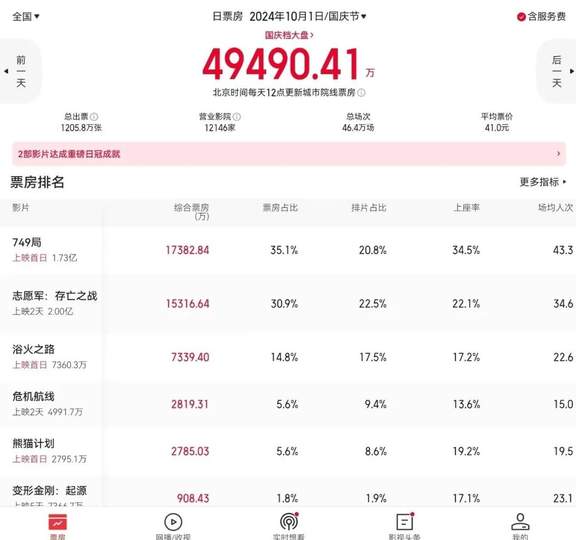 全国▼
日票房 2024年10月1日/国庆节▼
含服务费
国庆档大盘>
前一天
49490.41万
后一天
北京时间每天12点更新城市院线票房
总出票
营业影院
总场次
平均票价
1205.8万张
12146家
46.4万场
41.0元
2部影片达成重磅日冠成就 >
票房排名
更多指标
影片
综合票房(万)
票房占比
排片占比
上座率
场均人次
749局
上映首日 1.73亿
17382.84
35.1%
20.8%
34.5%
43.3
志愿军：存亡之战
上映2天 2.00亿
15316.64
30.9%
22.5%
22.1%
34.6
浴火之路
上映首日 7360.3万
7339.40
14.8%
17.5%
17.2%
22.6
危机航线
上映2天 4991.7万
2819.31
5.6%
9.4%
13.6%
15.0
熊猫计划
上映首日 2795.1万
2785.03
5.6%
8.6%
19.2%
19.5
变形金刚：起源
908.43
1.8%
1.9%
17.1%
23.1
票房
网播/收视
实时想看
影视头条
我的